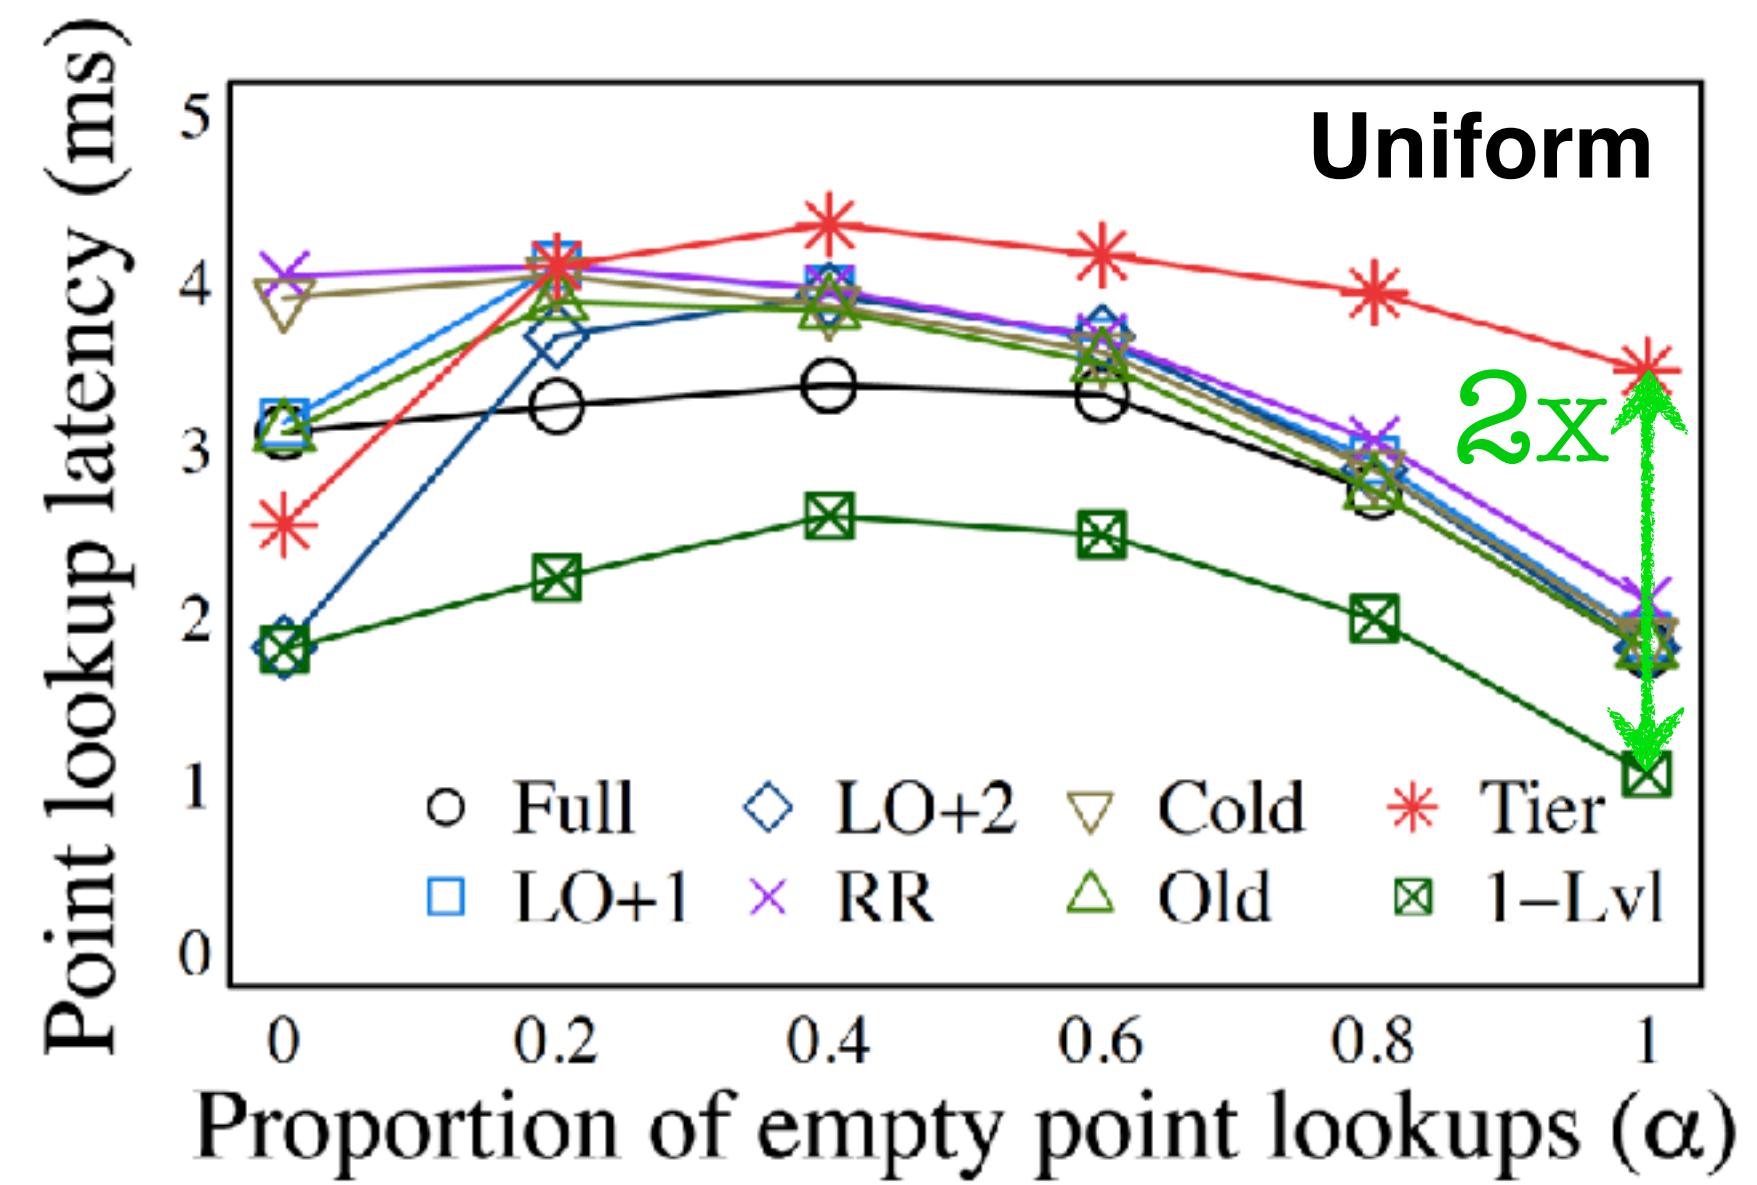 Point lookup latency (ms)
5
4
3
2
1
0
Uniform
2x
Full
LO+2
Cold
Tier
LO+1
RR
Old
1-Lvl
0 0.2 0.4 0.6 0.8 1
Proportion of empty point lookups (α)